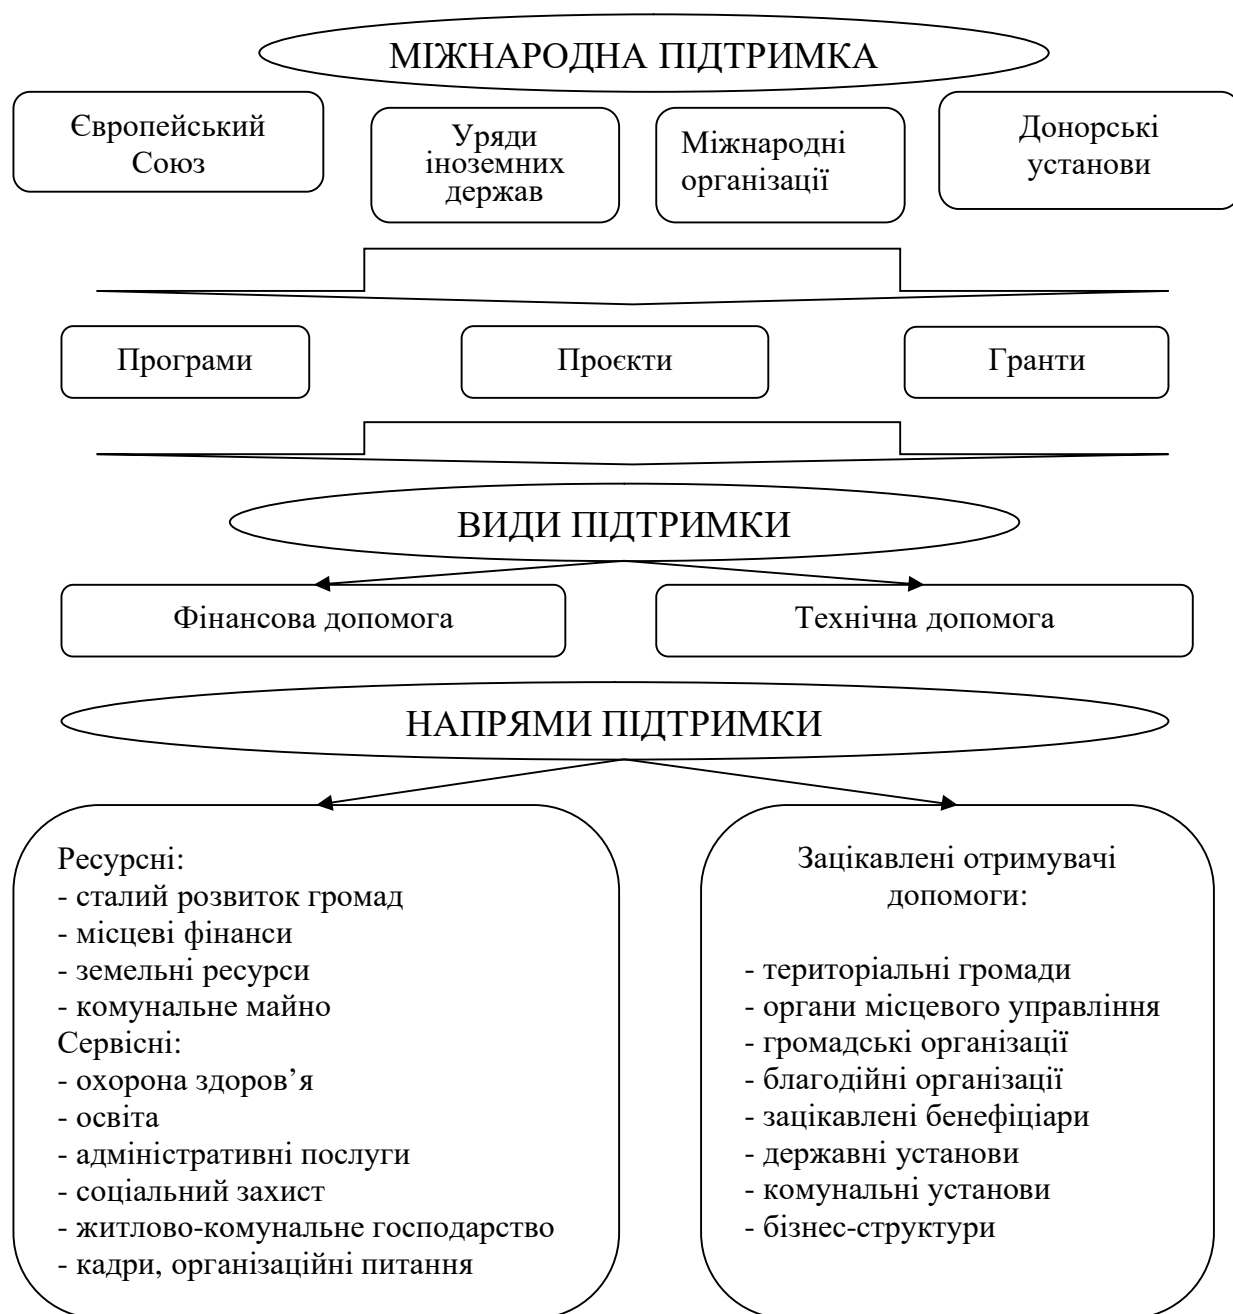 МІЖНАРОДНА ПІДТРИМКА
Європейський
Союз
Уряди
іноземних
держав
Міжнародні
організації
Донорські
установи
Програми
Проєкти
Гранти
ВИДИ ПІДТРИМКИ
Фінансова допомога
Технічна допомога
НАПРЯМИ ПІДТРИМКИ
Ресурсні:
- сталий розвиток громад
- місцеві фінанси
- земельні ресурси
- комунальне майно
Сервісні:
- охорона здоров’я
- освіта
- адміністративні послуги
- соціальний захист
- житлово-комунальне господарство
- кадри, організаційні питання
Зацікавлені отримувачі
допомоги:
- територіальні громади
- органи місцевого управління
- громадські організації
- благодійні організації
- зацікавлені бенефіціари
- державні установи
- комунальні установи
- бізнес-структури